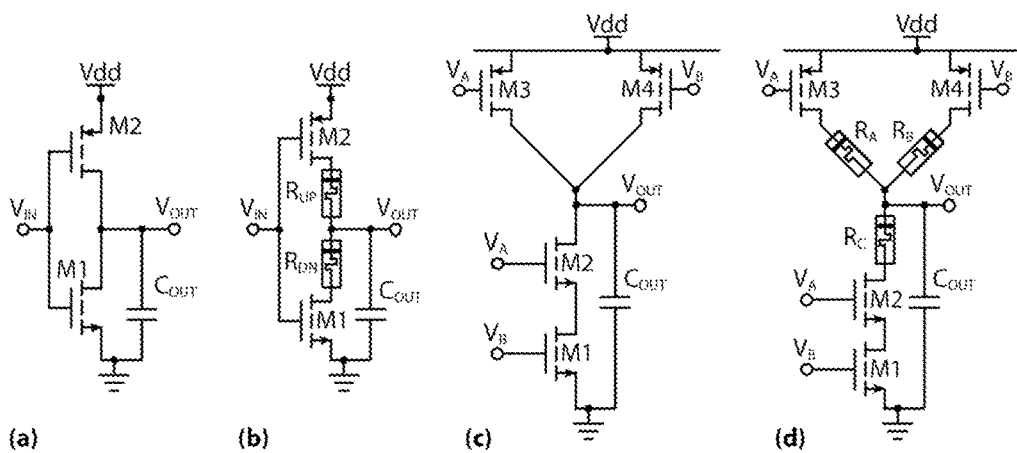 Vdd
M2
V_IN
V_OUT
M1
C_OUT
(a)
Vdd
M2
R_UP
V_IN
V_OUT
R_DN
C_OUT
M1
(b)
Vdd
V_A
M3
M4
V_B
V_OUT
V_A
M2
C_OUT
V_B
M1
(c)
Vdd
V_A
M3
M4
V_B
R_A
R_B
V_OUT
R_C
V_A
M2
C_OUT
V_B
M1
(d)